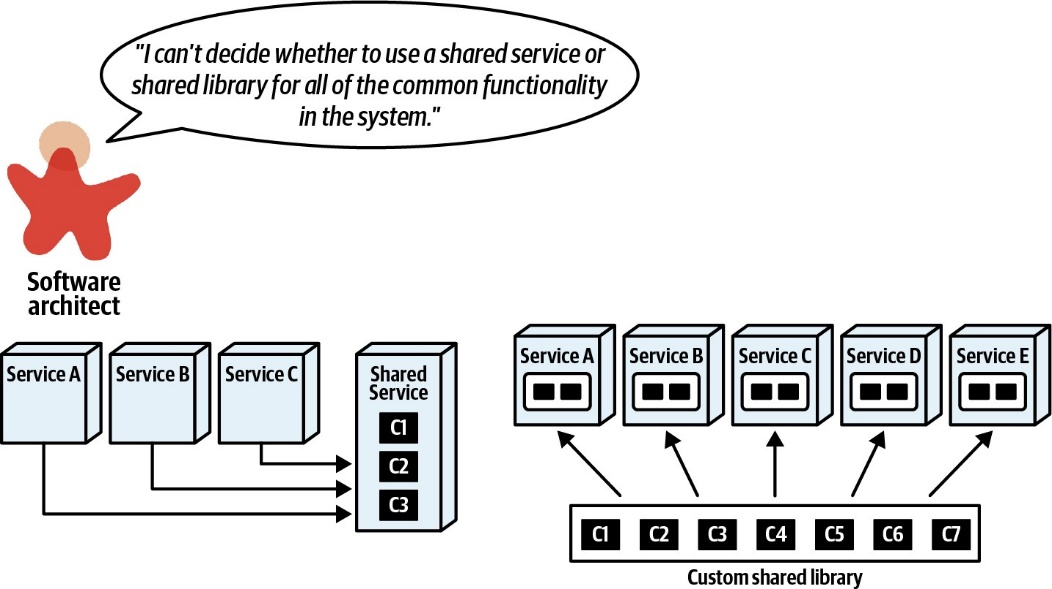 "I can't decide whether to use a shared service or
shared library for all of the common functionality
in the system."
Software
architect
Service A
Service B
Service C
Shared
Service
C1
C2
C3
Service A
Service B
Service C
Service D
Service E
C1
C2
C3
C4
C5
C6
C7
Custom shared library